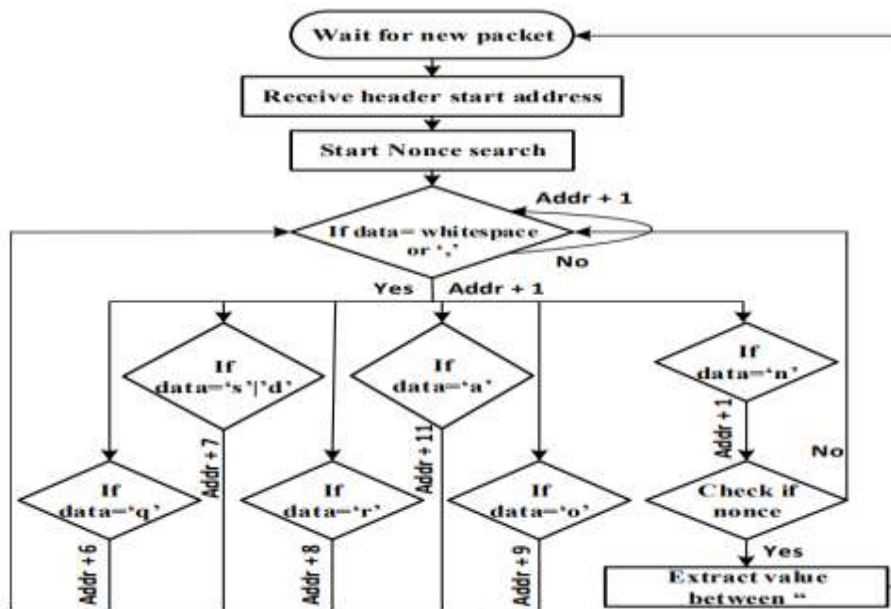 Wait for new packet
Receive header start address
Start Nonce search
Addr + 1
If data= whitespace
or ‘,’
No
Yes
Addr + 1
If
data=‘s’|’d’
If
data=‘a’
If
data=‘n’
Addr + 7
Addr + 11
Addr + 1
No
If
data=‘q’
If
data=‘r’
If
data=‘o’
Check if
nonce
Addr + 6
Addr + 8
Addr + 9
Yes
Extract value
between “